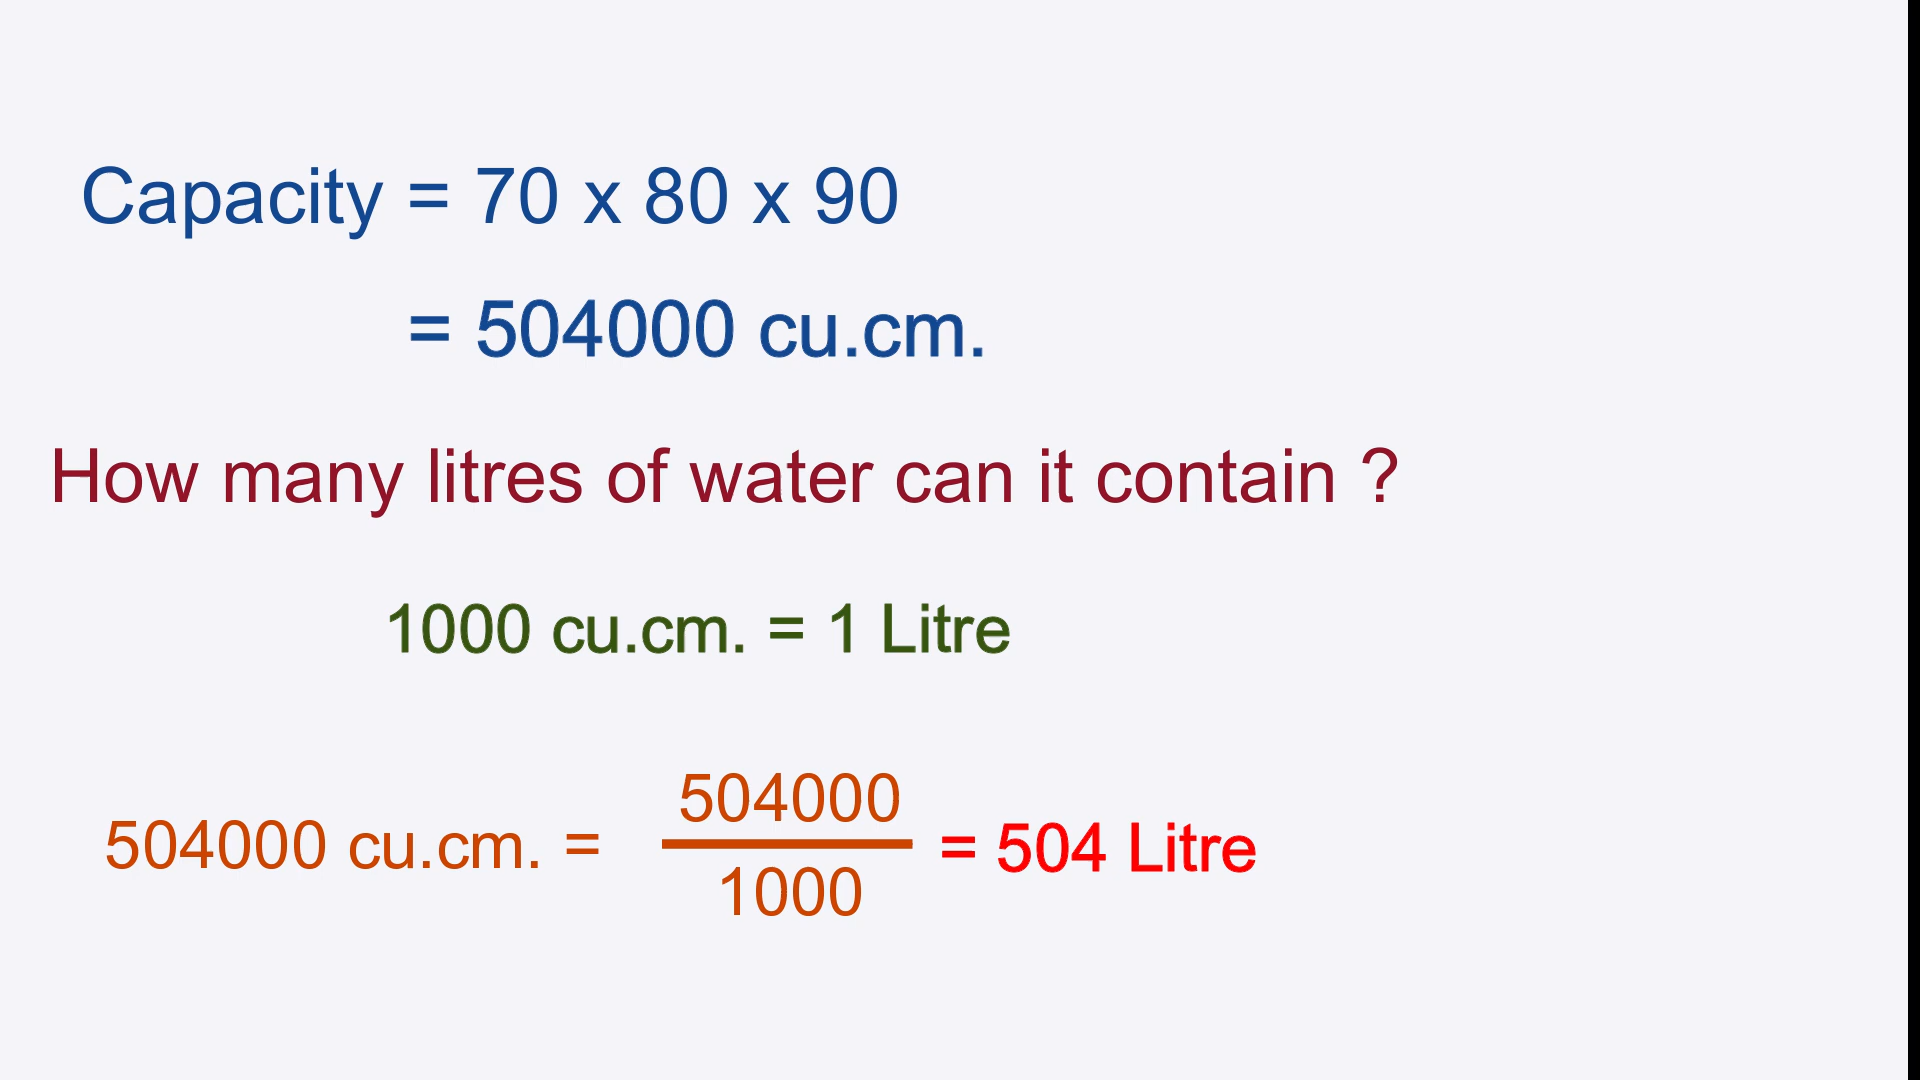 Capacity = 70 x 80 x 90
= 504000 cu.cm.
How many litres of water can it contain ?
1000 cu.cm. = 1 Litre
504000
504000 cu.cm. = = 504 Litre
1000